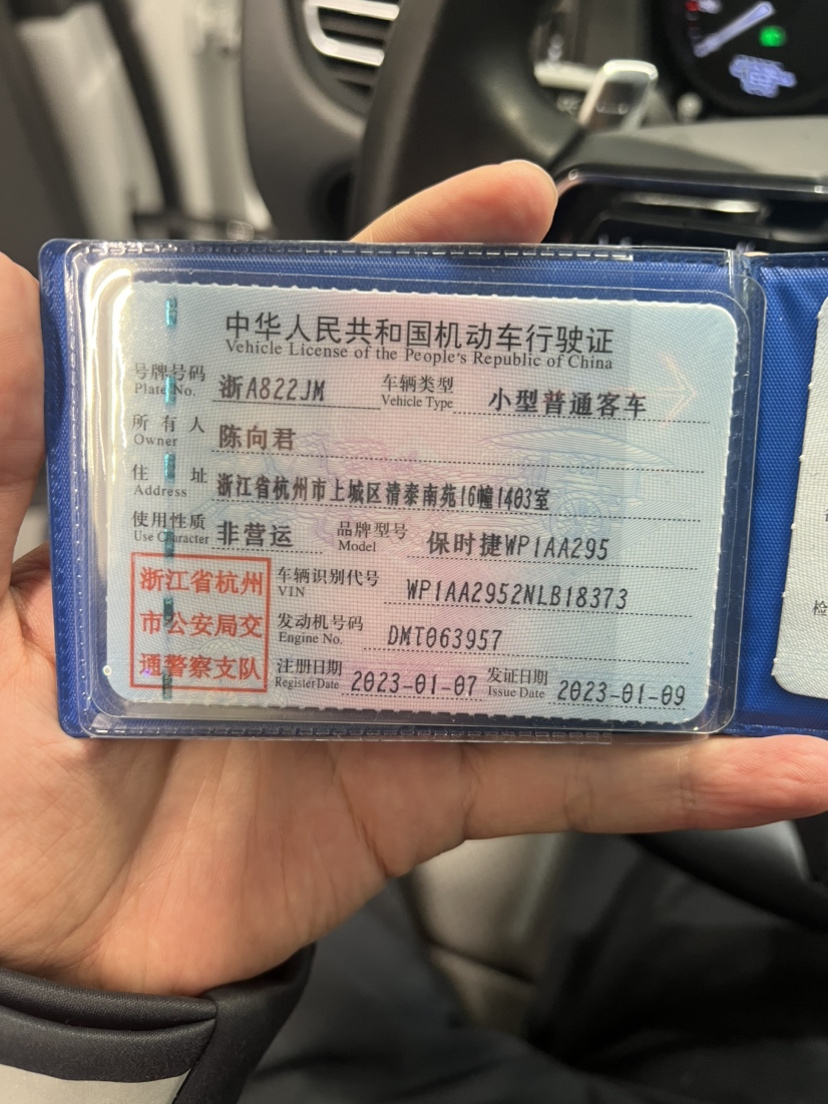 中华人民共和国机动车行驶证
Vehicle License of the People's Republic of China
号牌号码 浙A822JM 车辆类型 小型普通客车
Plate No. Vehicle Type
所有人 陈向君
Owner
住址 浙江省杭州市上城区清泰南苑16幢1403室
Address
使用性质 非营运 品牌型号 保时捷WP1AA295
Use Character Model
浙江省杭州
市公安局交
通警察支队
车辆识别代号 WP1AA2952NLB18373
VIN
发动机号码 DMT063957
Engine No.
注册日期 2023-01-07 发证日期 2023-01-09
Register Date Issue Date
检